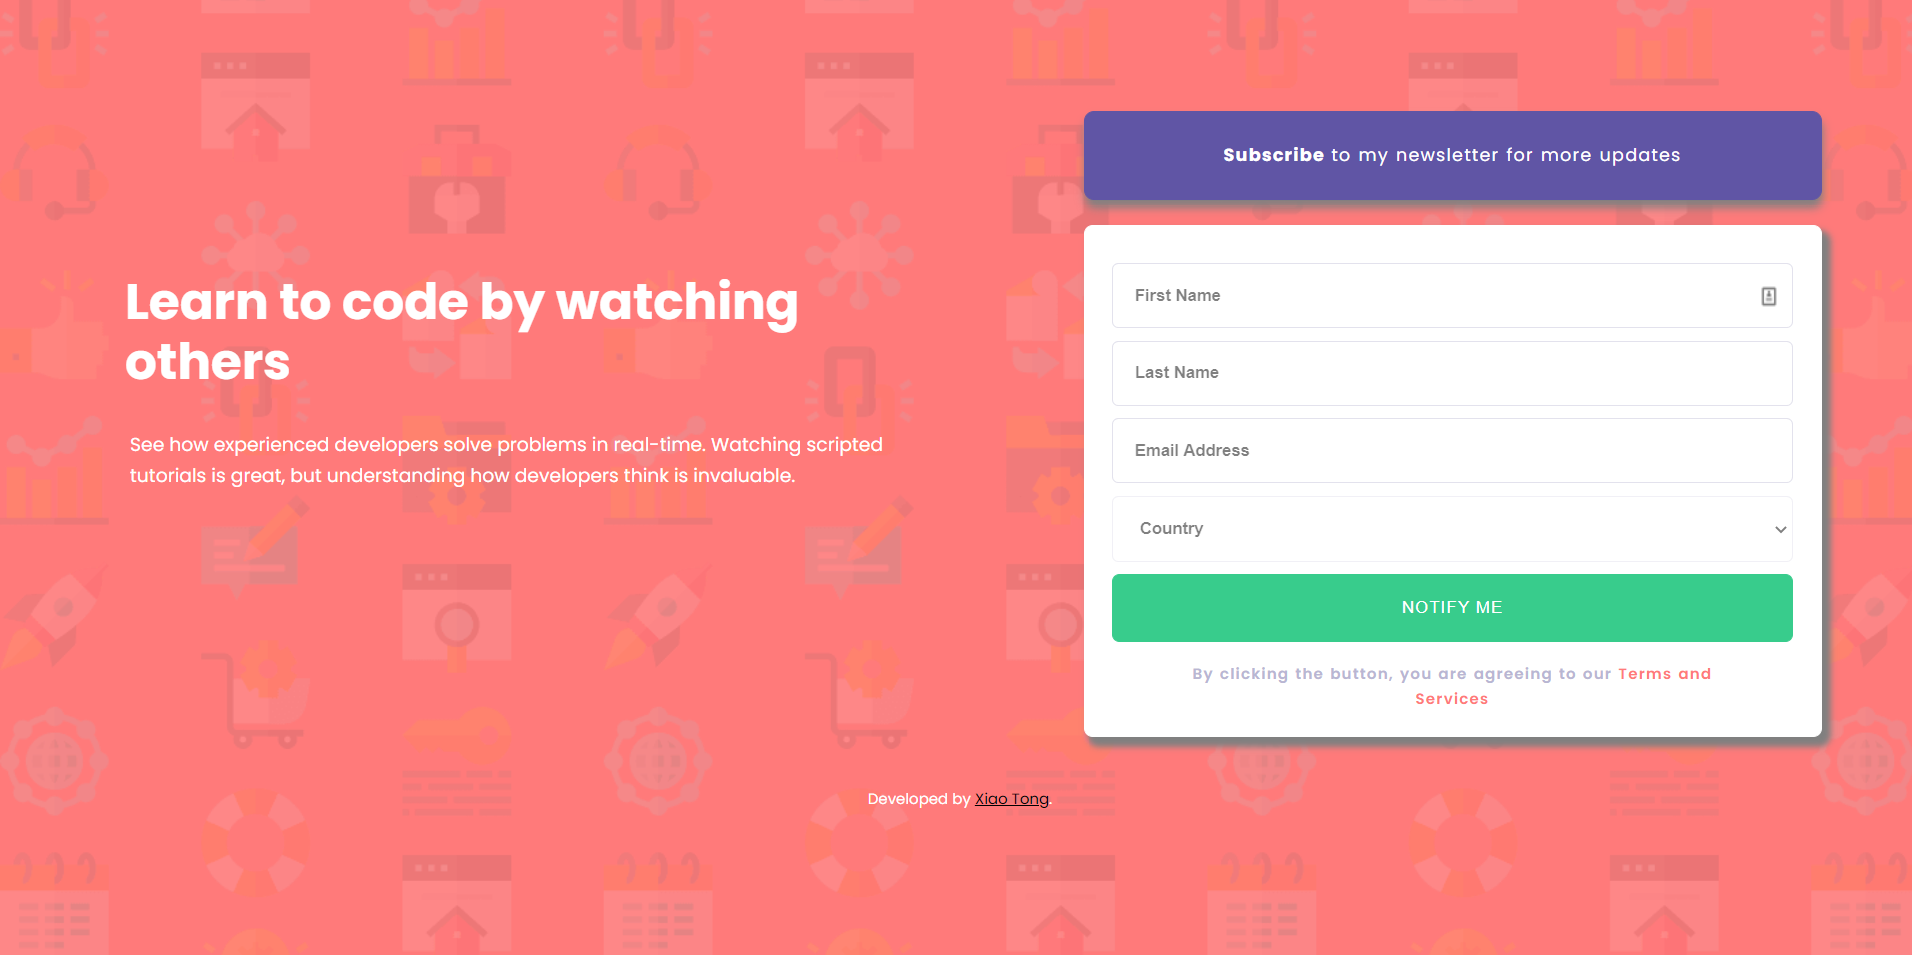 Learn to code by watching
others
See how experienced developers solve problems in real-time. Watching scripted
tutorials is great, but understanding how developers think is invaluable.
Subscribe to my newsletter for more updates
First Name
Last Name
Email Address
Country
NOTIFY ME
By clicking the button, you are agreeing to our Terms and
Services
Developed by Xiao Tong.